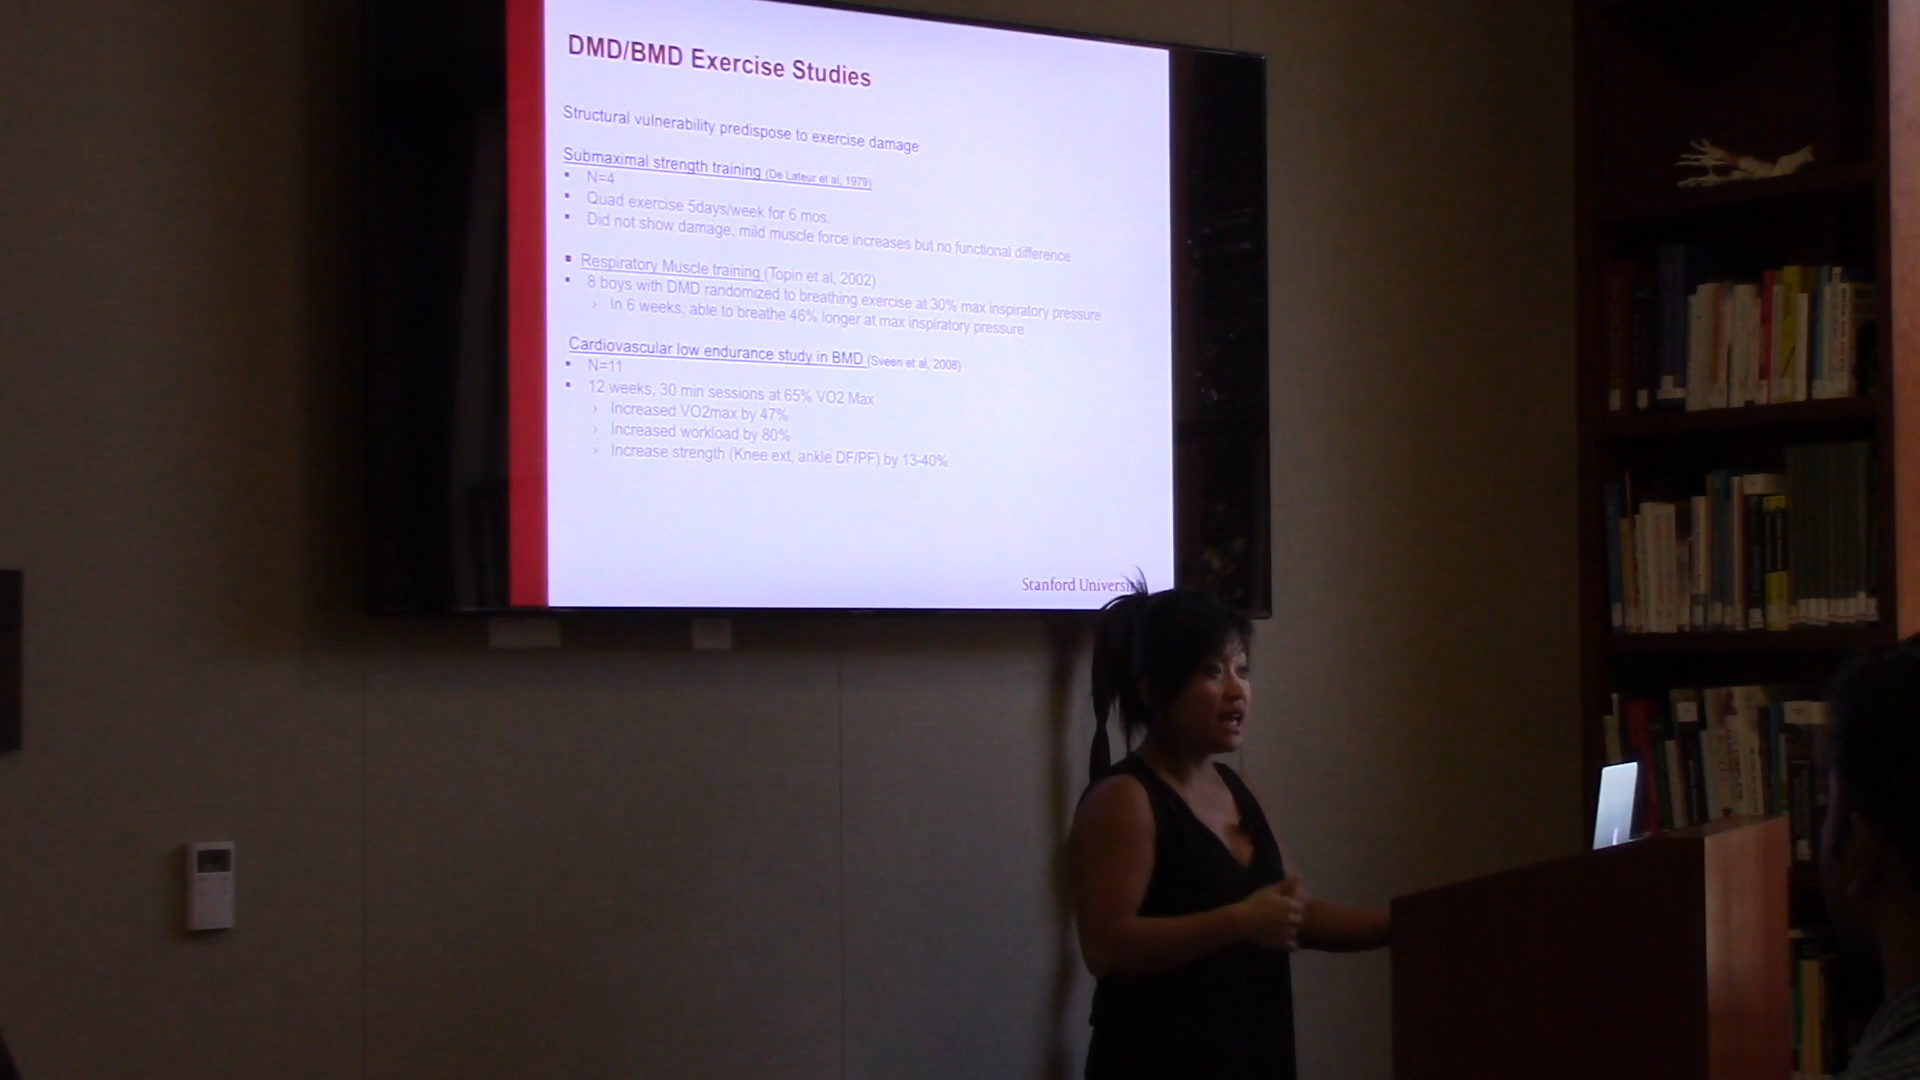 DMD/BMD Exercise Studies
Structural vulnerability predispose to exercise damage
Submaximal strength training (De Lateur et al, 1979)
▪ N=4
▪ Quad exercise 5days/week for 6 mos.
▪ Did not show damage, mild muscle force increases but no functional difference
▪ Respiratory Muscle training (Topin et al, 2002)
▪ 8 boys with DMD randomized to breathing exercise at 30% max inspiratory pressure
› In 6 weeks, able to breathe 46% longer at max inspiratory pressure
Cardiovascular low endurance study in BMD (Sveen et al, 2008)
▪ N=11
▪ 12 weeks, 30 min sessions at 65% VO2 Max
› Increased VO2max by 47%
› Increased workload by 80%
› Increase strength (Knee ext, ankle DF/PF) by 13-40%
Stanford Universit